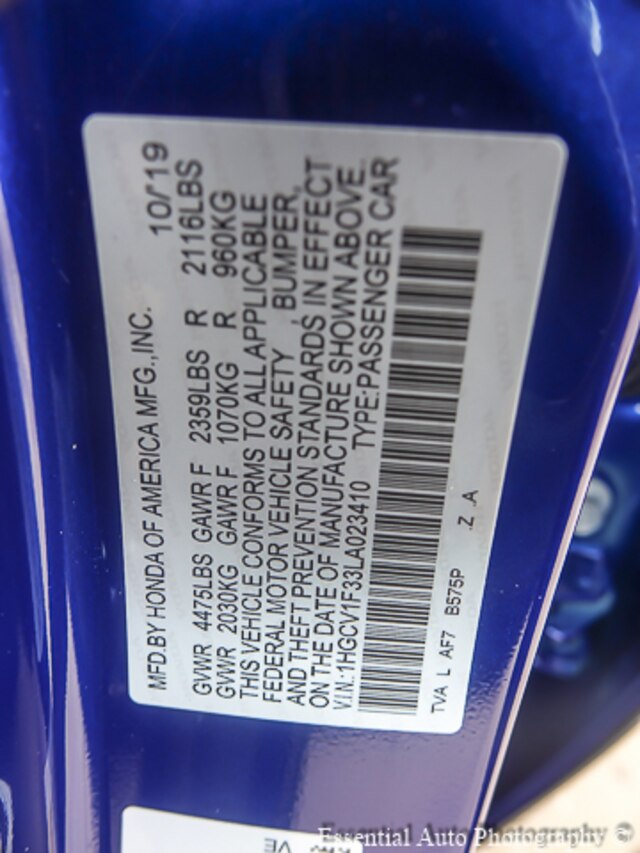 MFD.BY HONDA OF AMERICA MFG.,INC. 10/'19
GVWR 4475LBS GAWR F 2359LBS R 2116LBS
GVWR 2030KG GAWR F 1070KG R 960KG
THIS VEHICLE CONFORMS TO ALL APPLICABLE
FEDERAL MOTOR VEHICLE SAFETY , BUMPER,
AND THEFT PREVENTION STANDARDS IN EFFECT
ON THE DATE OF MANUFACTURE SHOWN ABOVE.
V.I.N.:1HGCV1F33LA023410 TYPE:PASSENGER CAR
TVA L AF7 B575P .Z .A
Essential Auto Photography ©